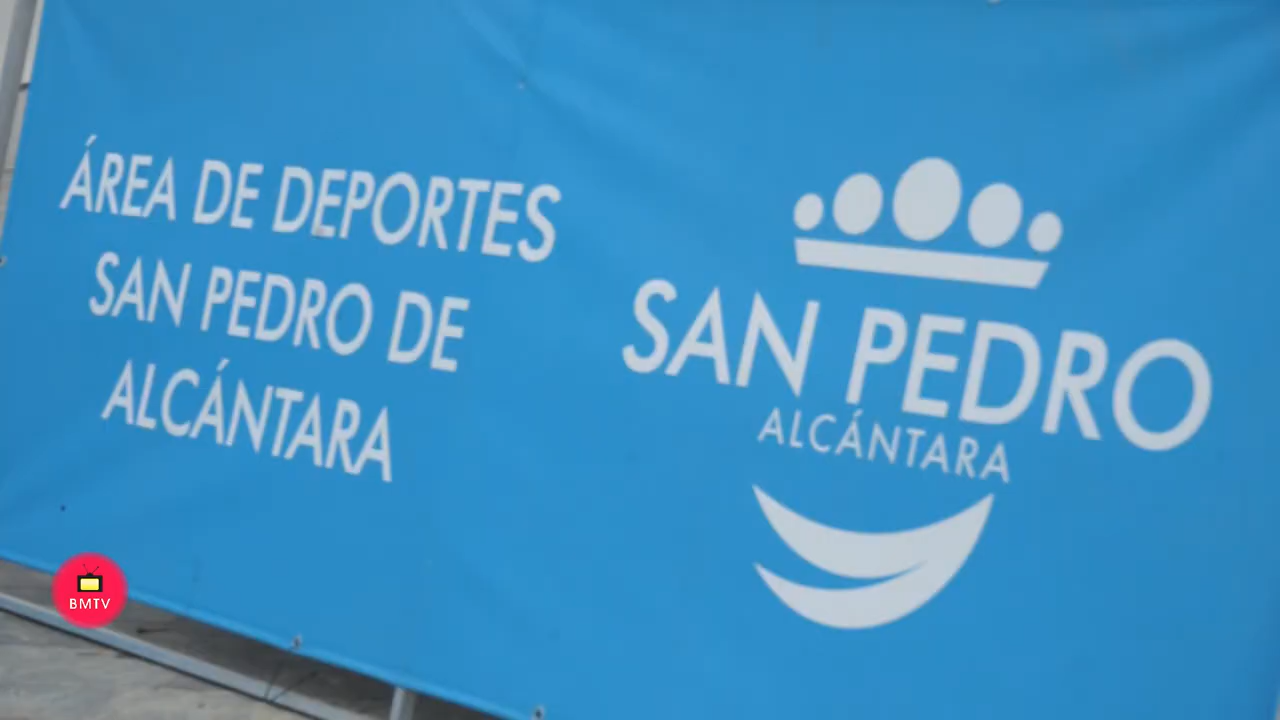 ÁREA DE DEPORTES
SAN PEDRO DE
ALCÁNTARA
SAN PEDRO
ALCÁNTARA
BMTV